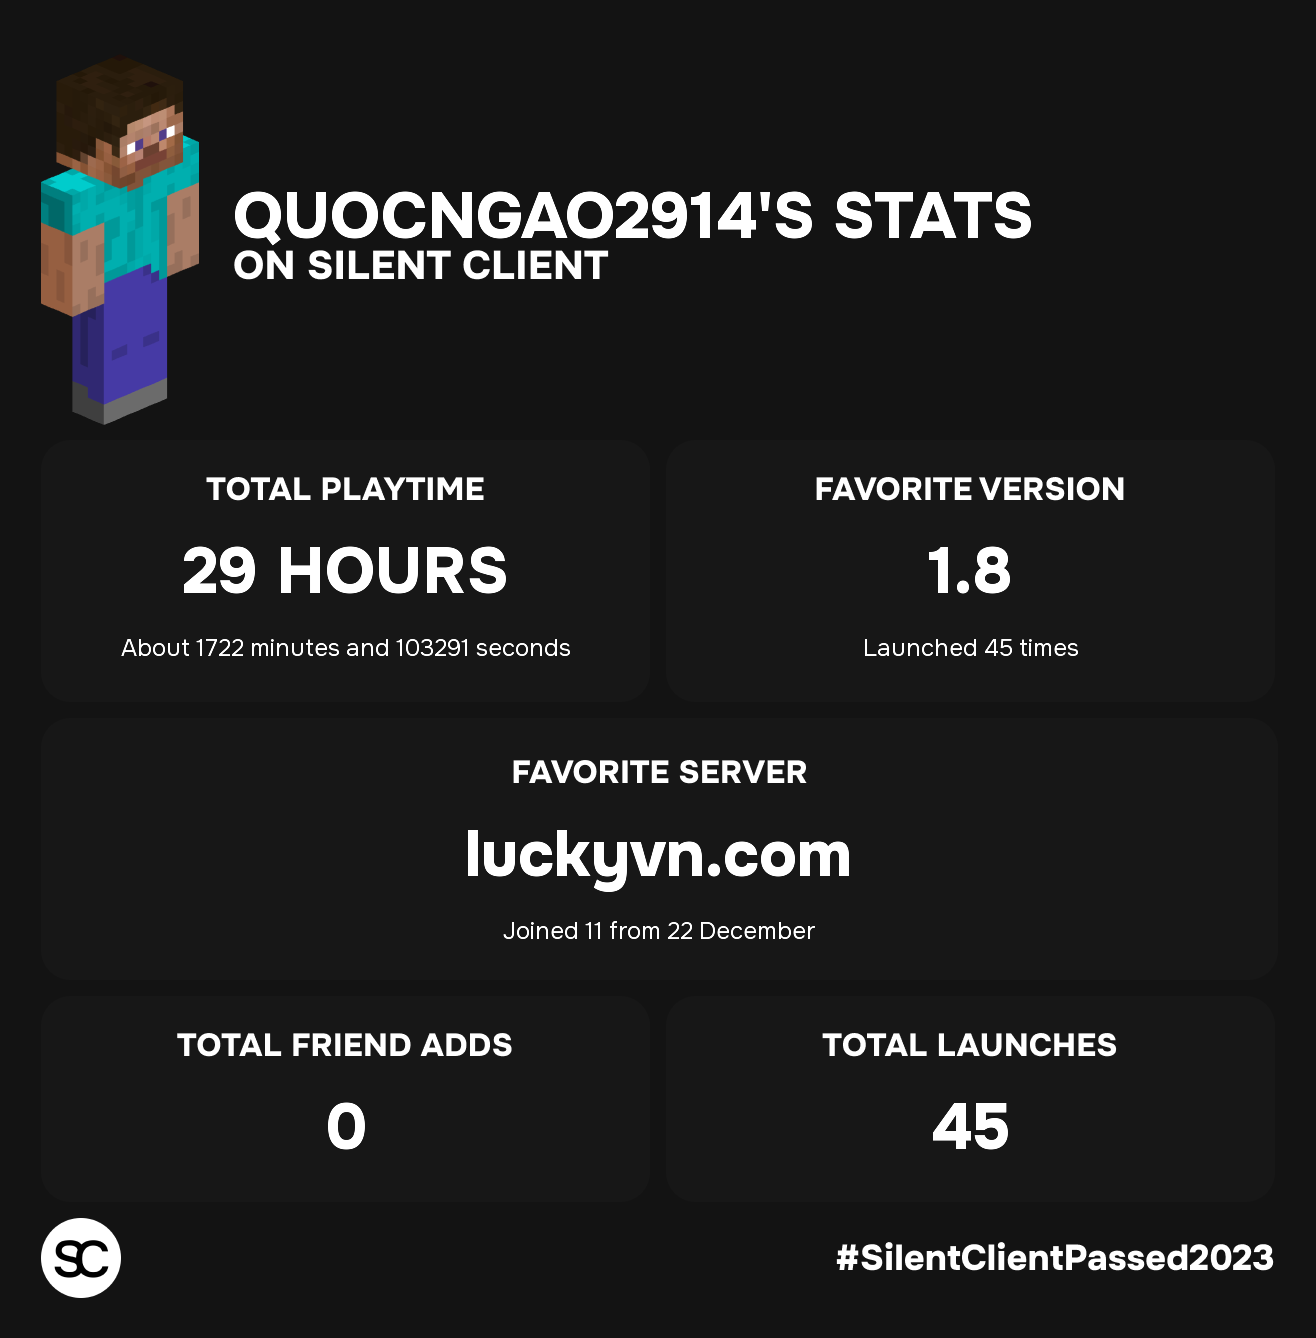 QUOCNGAO2914'S STATS
ON SILENT CLIENT
TOTAL PLAYTIME
29 HOURS
About 1722 minutes and 103291 seconds
FAVORITE VERSION
1.8
Launched 45 times
FAVORITE SERVER
luckyvn.com
Joined 11 from 22 December
TOTAL FRIEND ADDS
0
TOTAL LAUNCHES
45
SC
#SilentClientPassed2023